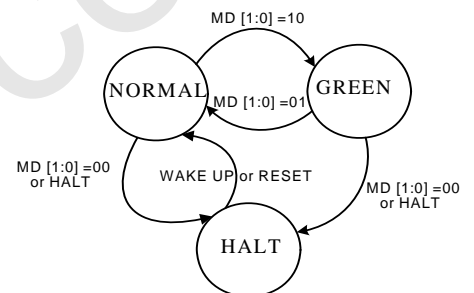 MD [1:0] =10
NORMAL
GREEN
MD [1:0] =01
MD [1:0] =00
or HALT
WAKE UP or RESET
MD [1:0] =00
or HALT
HALT